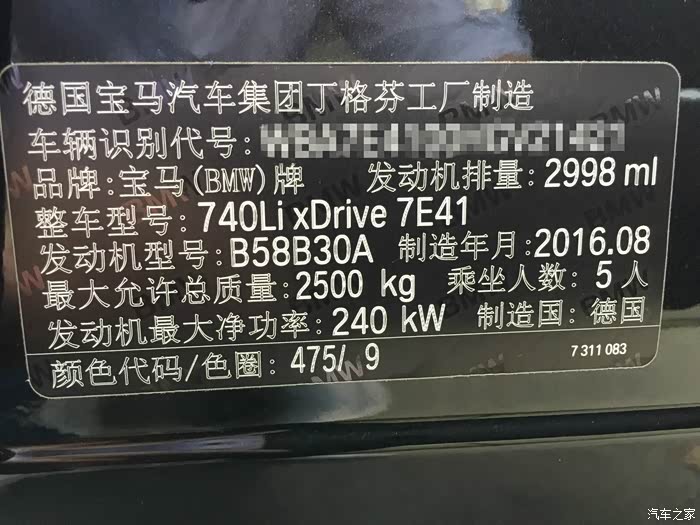 德国宝马汽车集团丁格芬工厂制造
车辆识别代号:
品牌:宝马(BMW)牌 发动机排量:2998 ml
整车型号:740Li xDrive 7E41
发动机型号:B58B30A 制造年月:2016.08
最大允许总质量:2500 kg 乘坐人数:5人
发动机最大净功率:240 kW 制造国:德国
颜色代码/色圈:475/ 9 7 311 083
汽车之家